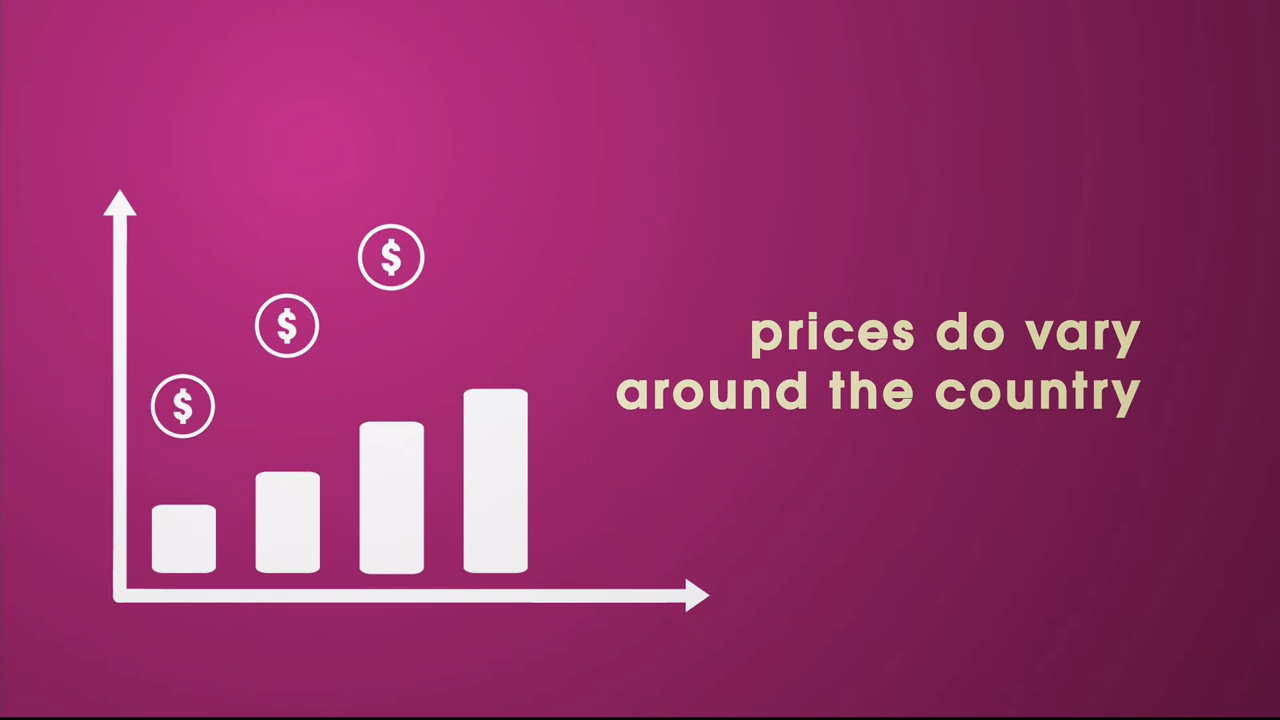 $
$
$
prices do vary
around the country